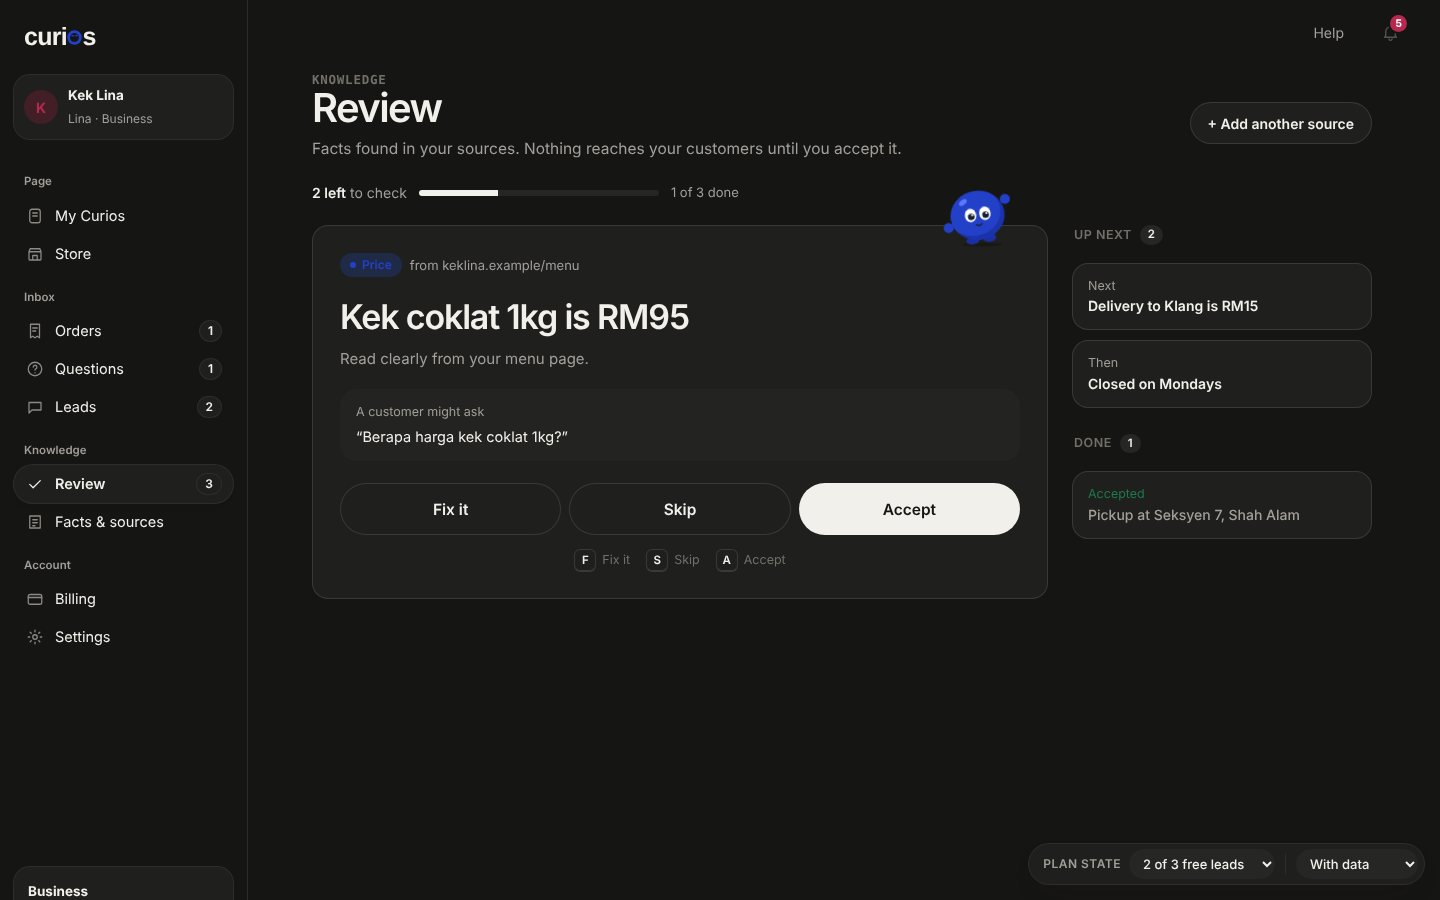 curios
Kek Lina
Lina · Business
Page
My Curios
Store
Inbox
Orders 1
Questions 1
Leads 2
Knowledge
Review 3
Facts & sources
Account
Billing
Settings
Business
Help
5
KNOWLEDGE
Review
Facts found in your sources. Nothing reaches your customers until you accept it.
+ Add another source
2 left to check 1 of 3 done
Price from keklina.example/menu
Kek coklat 1kg is RM95
Read clearly from your menu page.
A customer might ask
“Berapa harga kek coklat 1kg?”
Fix it Skip Accept
F Fix it S Skip A Accept
UP NEXT 2
Next
Delivery to Klang is RM15
Then
Closed on Mondays
DONE 1
Accepted
Pickup at Seksyen 7, Shah Alam
PLAN STATE 2 of 3 free leads With data
K